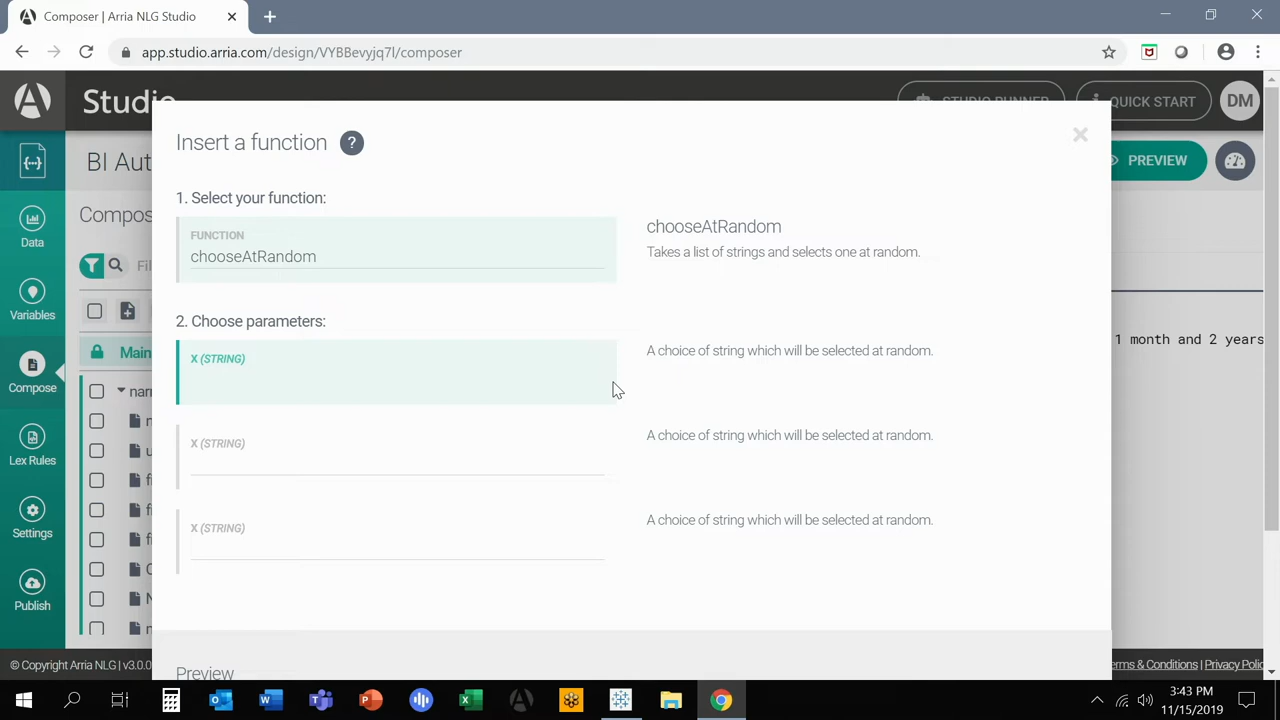 Composer | Arria NLG Studio
app.studio.arria.com/design/VYBBevyjq7l/composer
Studio
QUICK START
DM
BI Aut
PREVIEW
Insert a function ?
1. Select your function:
FUNCTION
chooseAtRandom
chooseAtRandom
Takes a list of strings and selects one at random.
2. Choose parameters:
X (STRING)
A choice of string which will be selected at random.
X (STRING)
A choice of string which will be selected at random.
X (STRING)
A choice of string which will be selected at random.
Preview
Data
Variables
Compose
Lex Rules
Settings
Publish
Compos
Fil
Main
narr
1 month and 2 years
© Copyright Arria NLG | v3.0.0
erms & Conditions | Privacy Polic
3:43 PM
11/15/2019